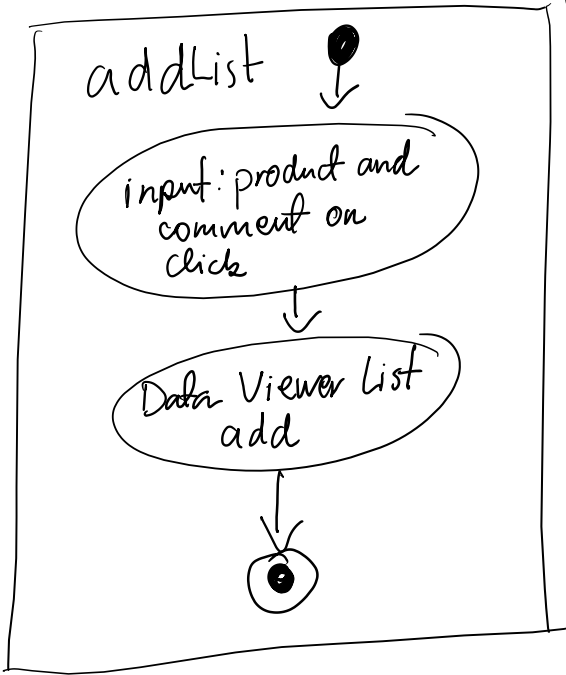 addList
input: product and
comment on
click
Data Viewer List
add